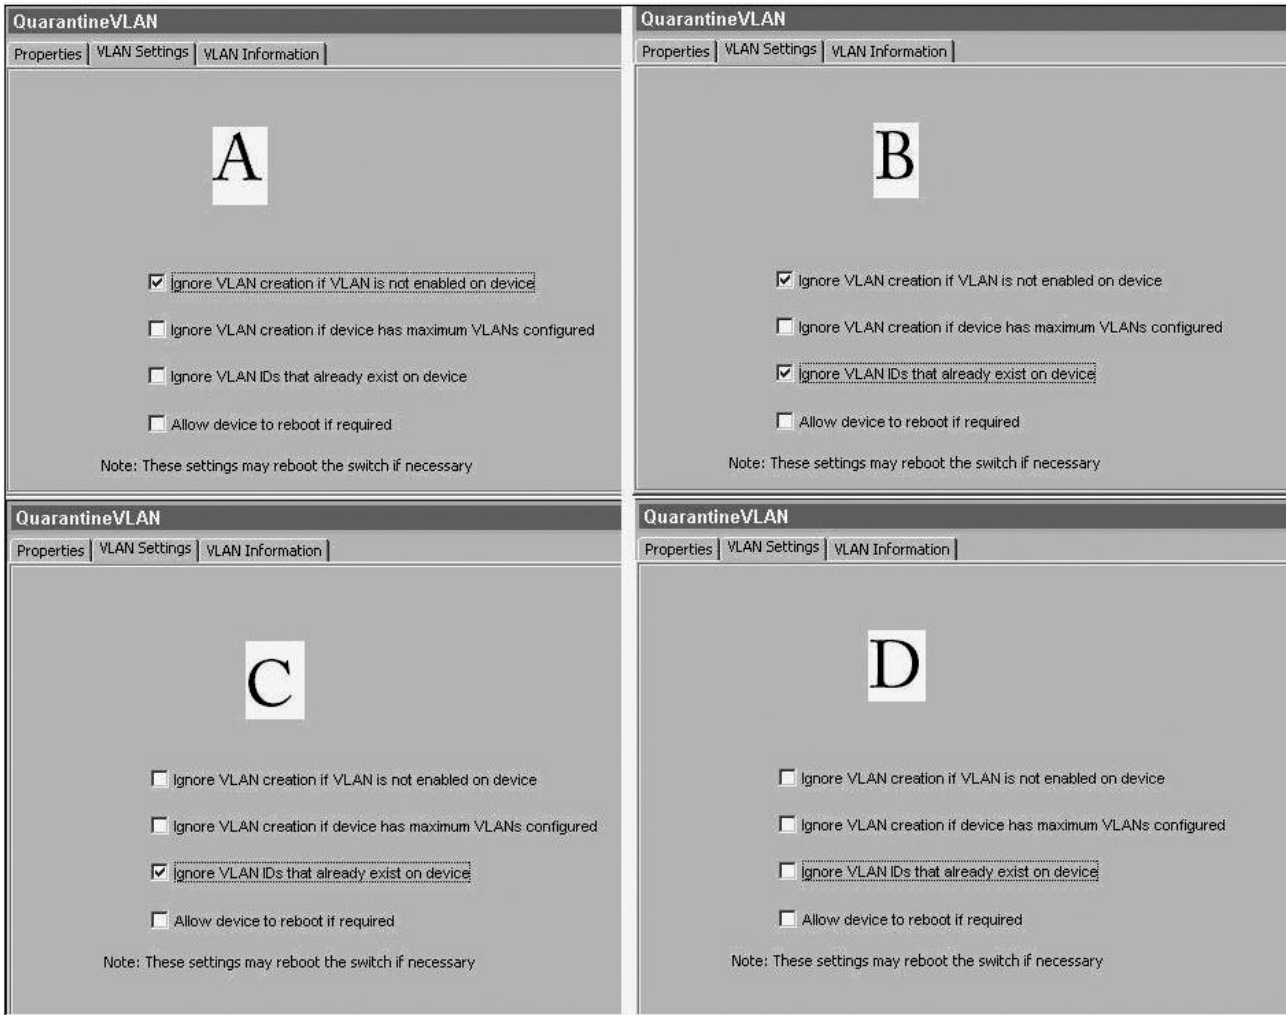 QuarantineVLAN
Properties VLAN Settings VLAN Information
A
Ignore VLAN creation if VLAN is not enabled on device
Ignore VLAN creation if device has maximum VLANs configured
Ignore VLAN IDs that already exist on device
Allow device to reboot if required
Note: These settings may reboot the switch if necessary
QuarantineVLAN
Properties VLAN Settings VLAN Information
B
Ignore VLAN creation if VLAN is not enabled on device
Ignore VLAN creation if device has maximum VLANs configured
Ignore VLAN IDs that already exist on device
Allow device to reboot if required
Note: These settings may reboot the switch if necessary
QuarantineVLAN
Properties VLAN Settings VLAN Information
C
Ignore VLAN creation if VLAN is not enabled on device
Ignore VLAN creation if device has maximum VLANs configured
Ignore VLAN IDs that already exist on device
Allow device to reboot if required
Note: These settings may reboot the switch if necessary
QuarantineVLAN
Properties VLAN Settings VLAN Information
D
Ignore VLAN creation if VLAN is not enabled on device
Ignore VLAN creation if device has maximum VLANs configured
Ignore VLAN IDs that already exist on device
Allow device to reboot if required
Note: These settings may reboot the switch if necessary